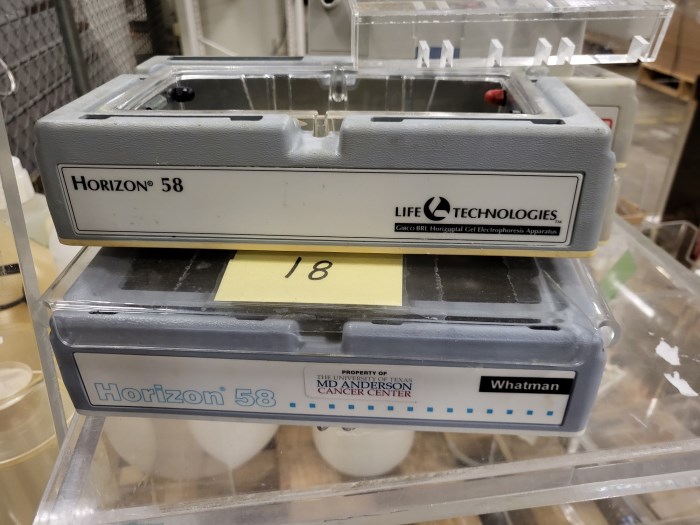 HORIZON® 58
LIFE TECHNOLOGIES™
GIBCO BRL Horizontal Gel Electrophoresis Apparatus
18
Horizon® 58
PROPERTY OF
THE UNIVERSITY OF TEXAS
MD ANDERSON
CANCER CENTER
Whatman